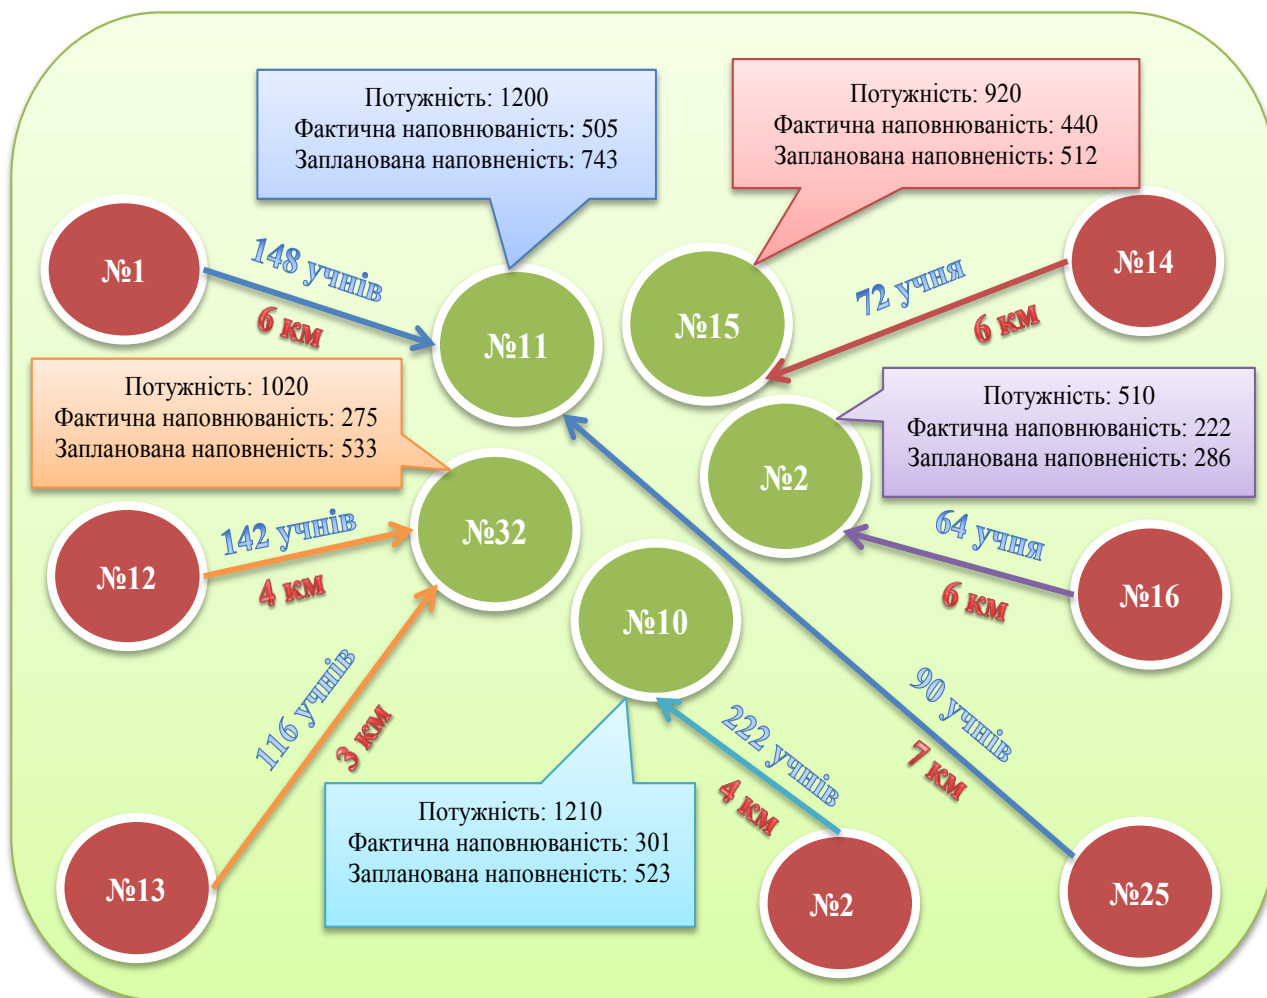 Потужність: 1200
Фактична наповнюваність: 505
Запланована наповненість: 743
Потужність: 920
Фактична наповнюваність: 440
Запланована наповненість: 512
№1
148 учнів
6 км
№11
№15
72 учня
6 км
№14
Потужність: 1020
Фактична наповнюваність: 275
Запланована наповненість: 533
Потужність: 510
Фактична наповнюваність: 222
Запланована наповненість: 286
№2
№12
142 учнів
4 км
№32
64 учня
6 км
№16
№10
116 учнів
3 км
222 учнів
4 км
90 учнів
7 км
Потужність: 1210
Фактична наповнюваність: 301
Запланована наповненість: 523
№13
№2
№25